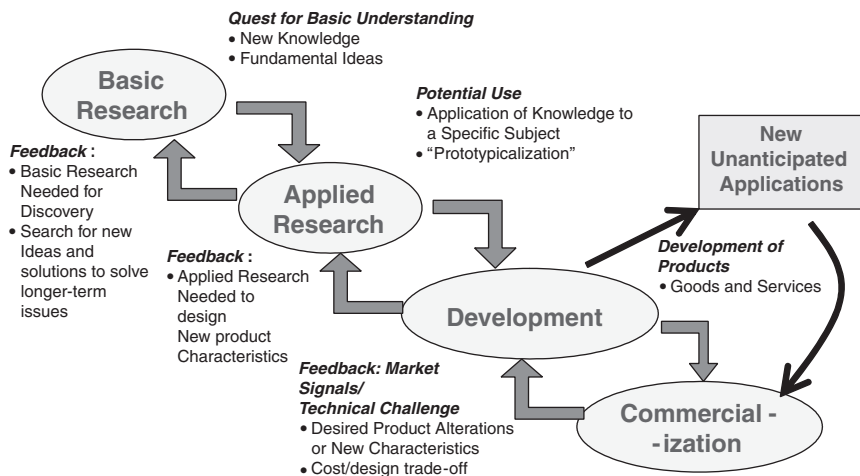 Quest for Basic Understanding
• New Knowledge
• Fundamental Ideas
Basic
Research
Potential Use
• Application of Knowledge to
a Specific Subject
• “Prototypicalization”
New
Unanticipated
Applications
Feedback :
• Basic Research
Needed for
Discovery
• Search for new
Ideas and
solutions to solve
longer-term
issues
Applied
Research
Feedback :
• Applied Research
Needed to
design
New product
Characteristics
Development of
Products
• Goods and Services
Development
Feedback: Market
Signals/
Technical Challenge
• Desired Product Alterations
or New Characteristics
• Cost/design trade-off
Commercial -
-ization